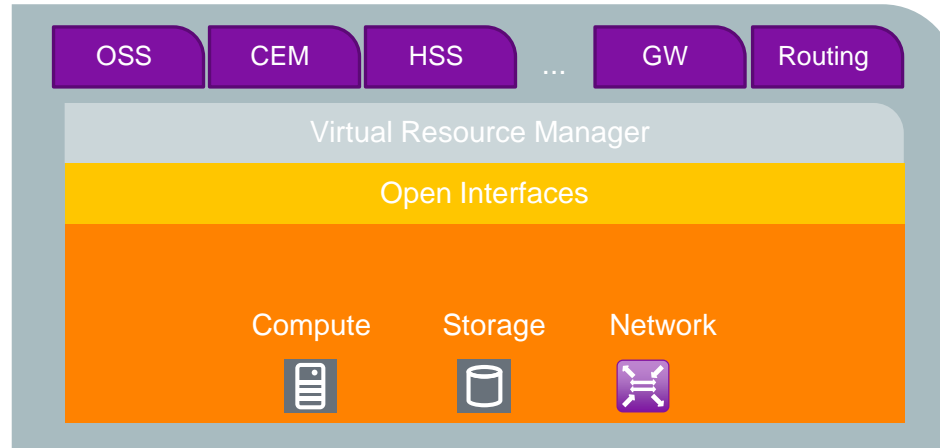 OSS CEM HSS ... GW Routing
Virtual Resource Manager
Open Interfaces
Compute Storage Network